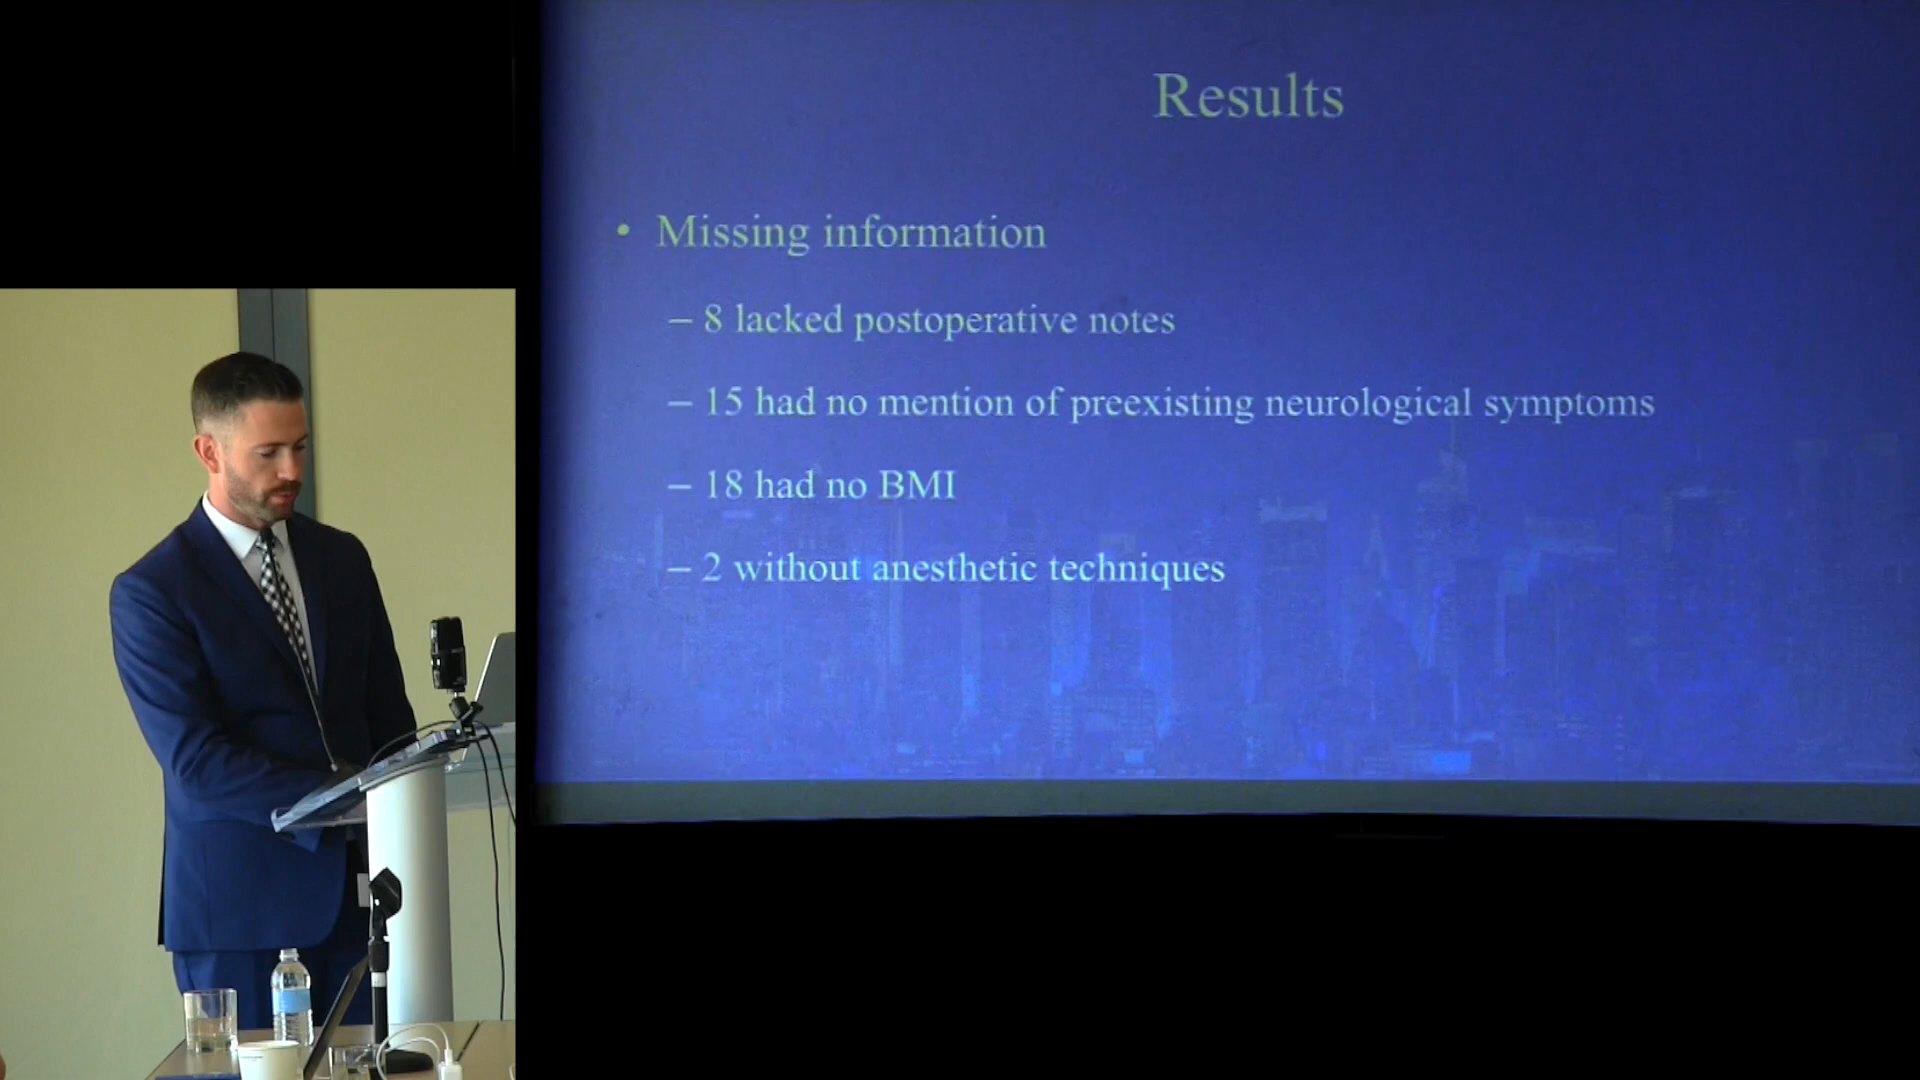 Results
• Missing information
– 8 lacked postoperative notes
– 15 had no mention of preexisting neurological symptoms
– 18 had no BMI
– 2 without anesthetic techniques